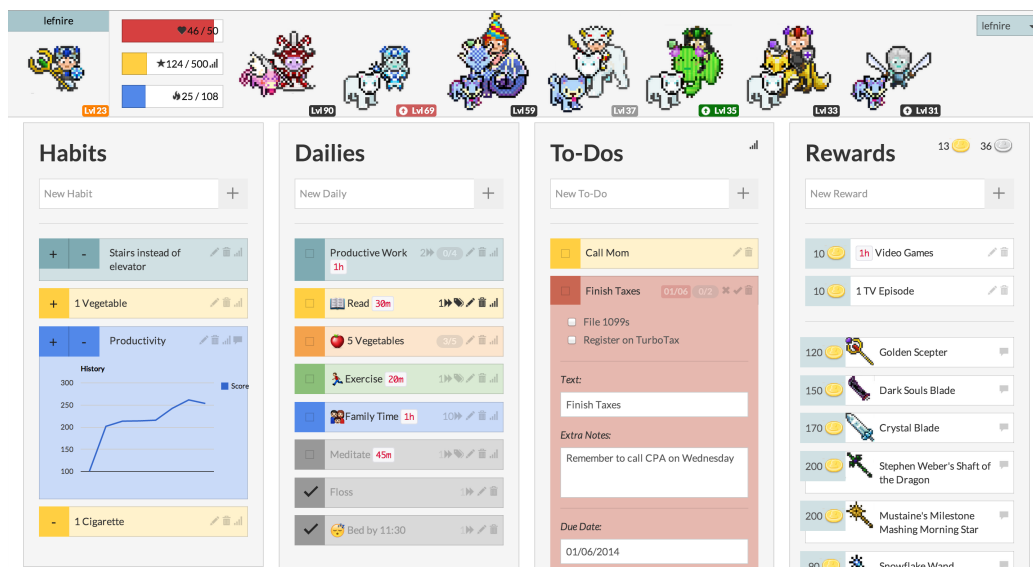 lefnire
46 / 50
124 / 500
25 / 108
Lvl 23
Lvl 90
Lvl 69
Lvl 59
Lvl 37
Lvl 35
Lvl 33
Lvl 31
lefnire
Habits
New Habit
+
+ - Stairs instead of
elevator
+ 1 Vegetable
+ - Productivity
History
300
250
200
150
100
Score
- 1 Cigarette
Dailies
New Daily
+
Productive Work 2 0/4
1h
Read 30m 1
5 Vegetables 3/5
Exercise 20m 1
Family Time 1h 10
Meditate 45m 1
Floss 1
Bed by 11:30 1
To-Dos
New To-Do
+
Call Mom
Finish Taxes 01/06 0/2
File 1099s
Register on TurboTax
Text:
Finish Taxes
Extra Notes:
Remember to call CPA on Wednesday
Due Date:
01/06/2014
Rewards 13 36
New Reward
+
10 1h Video Games
10 1 TV Episode
120 Golden Scepter
150 Dark Souls Blade
170 Crystal Blade
200 Stephen Weber's Shaft of
the Dragon
200 Mustaine's Milestone
Mashing Morning Star
90 Snowflake Wand